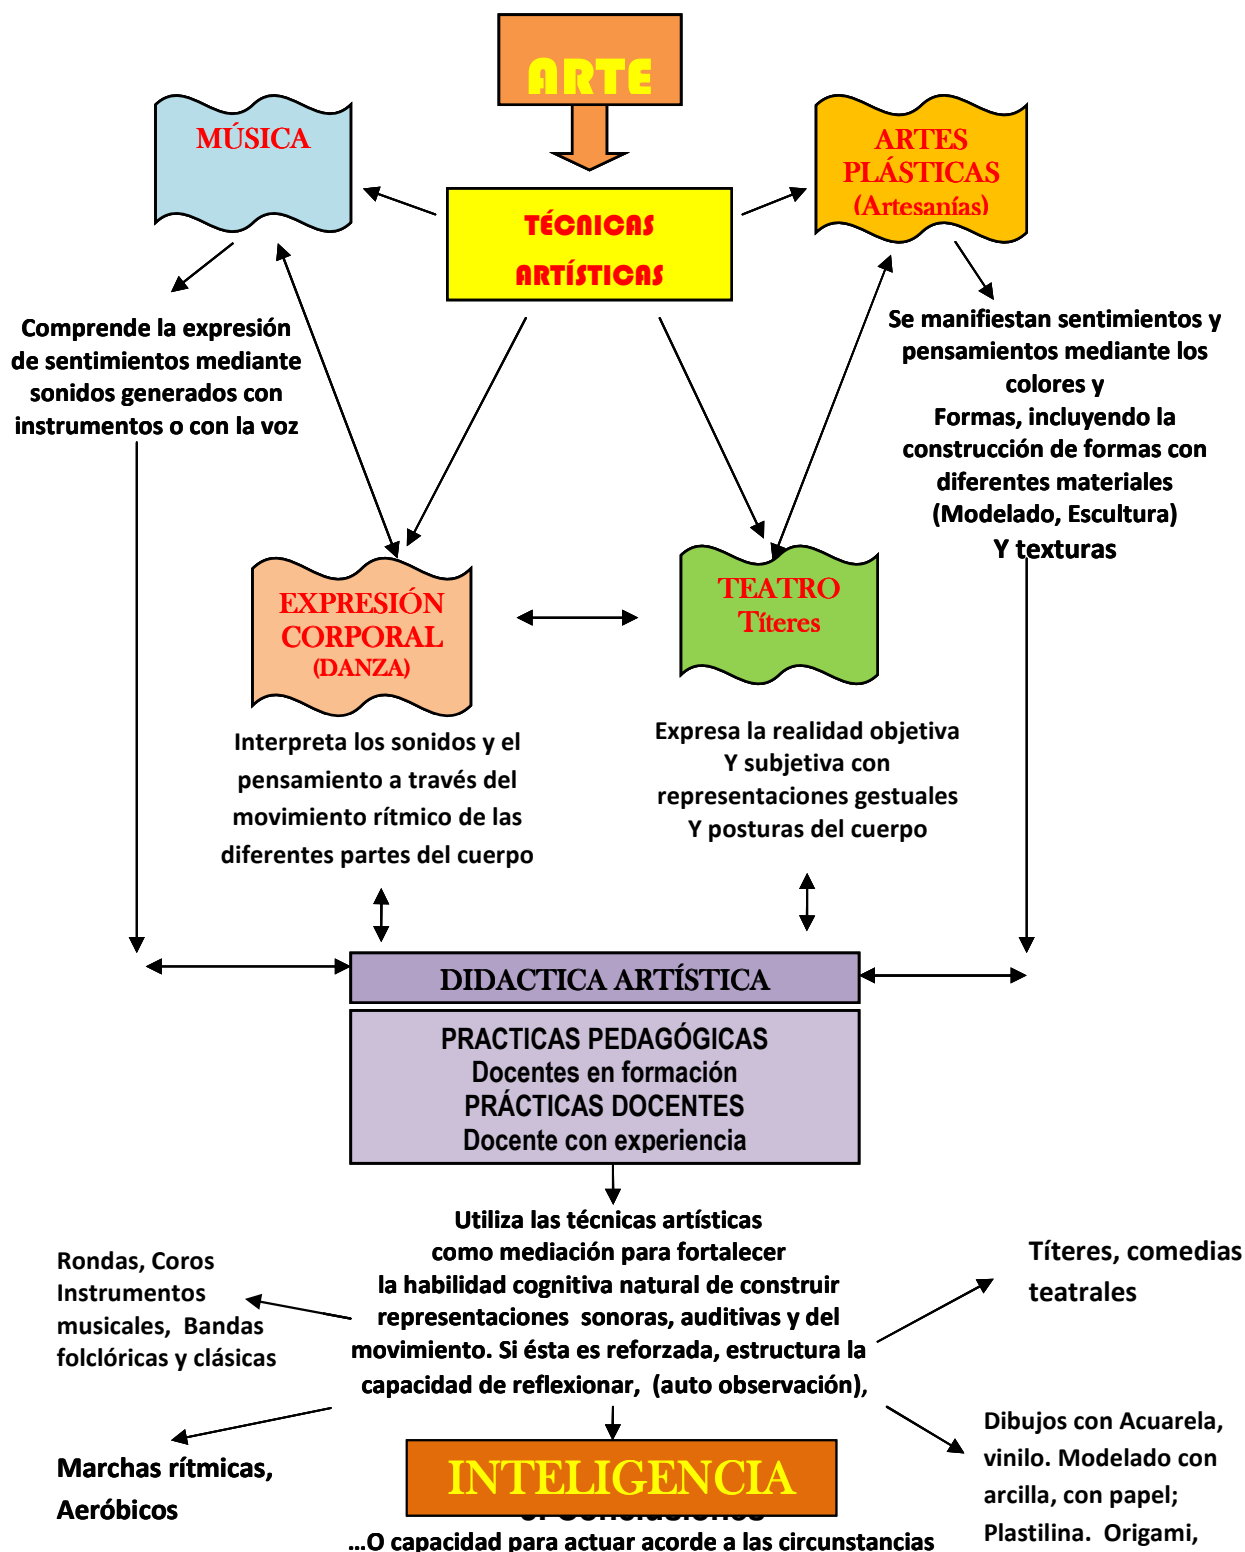 ARTE
MÚSICA
ARTES
PLÁSTICAS
(Artesanías)
TÉCNICAS
ARTÍSTICAS
Comprende la expresión
de sentimientos mediante
sonidos generados con
instrumentos o con la voz
Se manifiestan sentimientos y
pensamientos mediante los
colores y
Formas, incluyendo la
construcción de formas con
diferentes materiales
(Modelado, Escultura)
Y texturas
EXPRESIÓN
CORPORAL
(DANZA)
TEATRO
Títeres
Interpreta los sonidos y el
pensamiento a través del
movimiento rítmico de las
diferentes partes del cuerpo
Expresa la realidad objetiva
Y subjetiva con
representaciones gestuales
Y posturas del cuerpo
DIDACTICA ARTÍSTICA
PRACTICAS PEDAGÓGICAS
Docentes en formación
PRÁCTICAS DOCENTES
Docente con experiencia
Utiliza las técnicas artísticas
como mediación para fortalecer
la habilidad cognitiva natural de construir
representaciones sonoras, auditivas y del
movimiento. Si ésta es reforzada, estructura la
capacidad de reflexionar, (auto observación),
Rondas, Coros
Instrumentos
musicales, Bandas
folclóricas y clásicas
Títeres, comedias
teatrales
Marchas rítmicas,
Aeróbicos
Dibujos con Acuarela,
vinilo. Modelado con
arcilla, con papel;
Plastilina. Origami,
INTELIGENCIA
...O capacidad para actuar acorde a las circunstancias